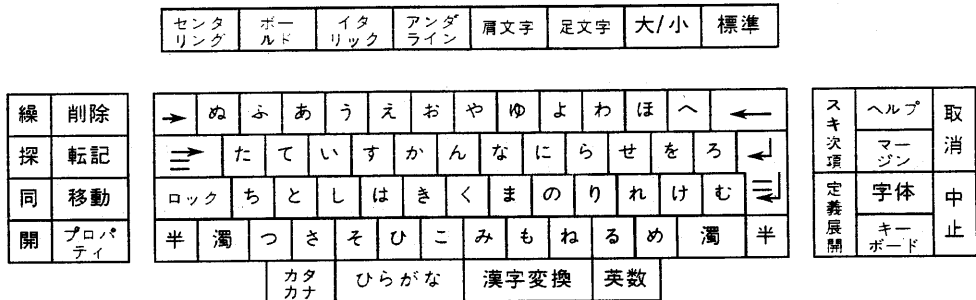 センタリング ボールド イタリック アンダライン 肩文字 足文字 大/小 標準
繰 削除
探 転記
同 移動
開 プロパティ
→ ぬ ふ あ う え お や ゆ よ わ ほ へ ←
た て い す か ん な に ら せ を ろ
ロック ち と し は き く ま の り れ け む
半 濁 つ さ そ ひ こ み も ね る め 濁 半
カタカナ ひらがな 漢字変換 英数
スキ次項 ヘルプ 取消
マージン
定義展開 字体 中止
キーボード